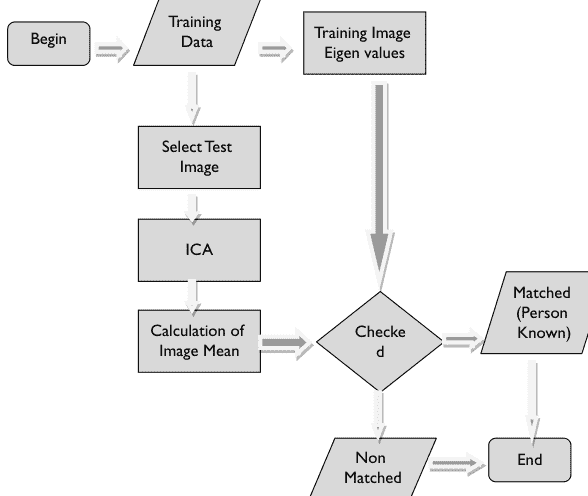 Begin
Training
Data
Training Image
Eigen values
Select Test
Image
ICA
Calculation of
Image Mean
Checke
d
Matched
(Person
Known)
Non
Matched
End